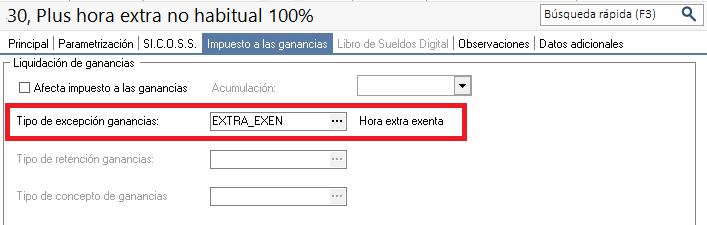 30, Plus hora extra no habitual 100%
Búsqueda rápida (F3)
Principal Parametrización SI.C.O.S.S. Impuesto a las ganancias Libro de Sueldos Digital Observaciones Datos adicionales
Liquidación de ganancias
Afecta impuesto a las ganancias Acumulación:
Tipo de excepción ganancias: EXTRA_EXEN ... Hora extra exenta
Tipo de retención ganancias: ...
Tipo de concepto de ganancias ...